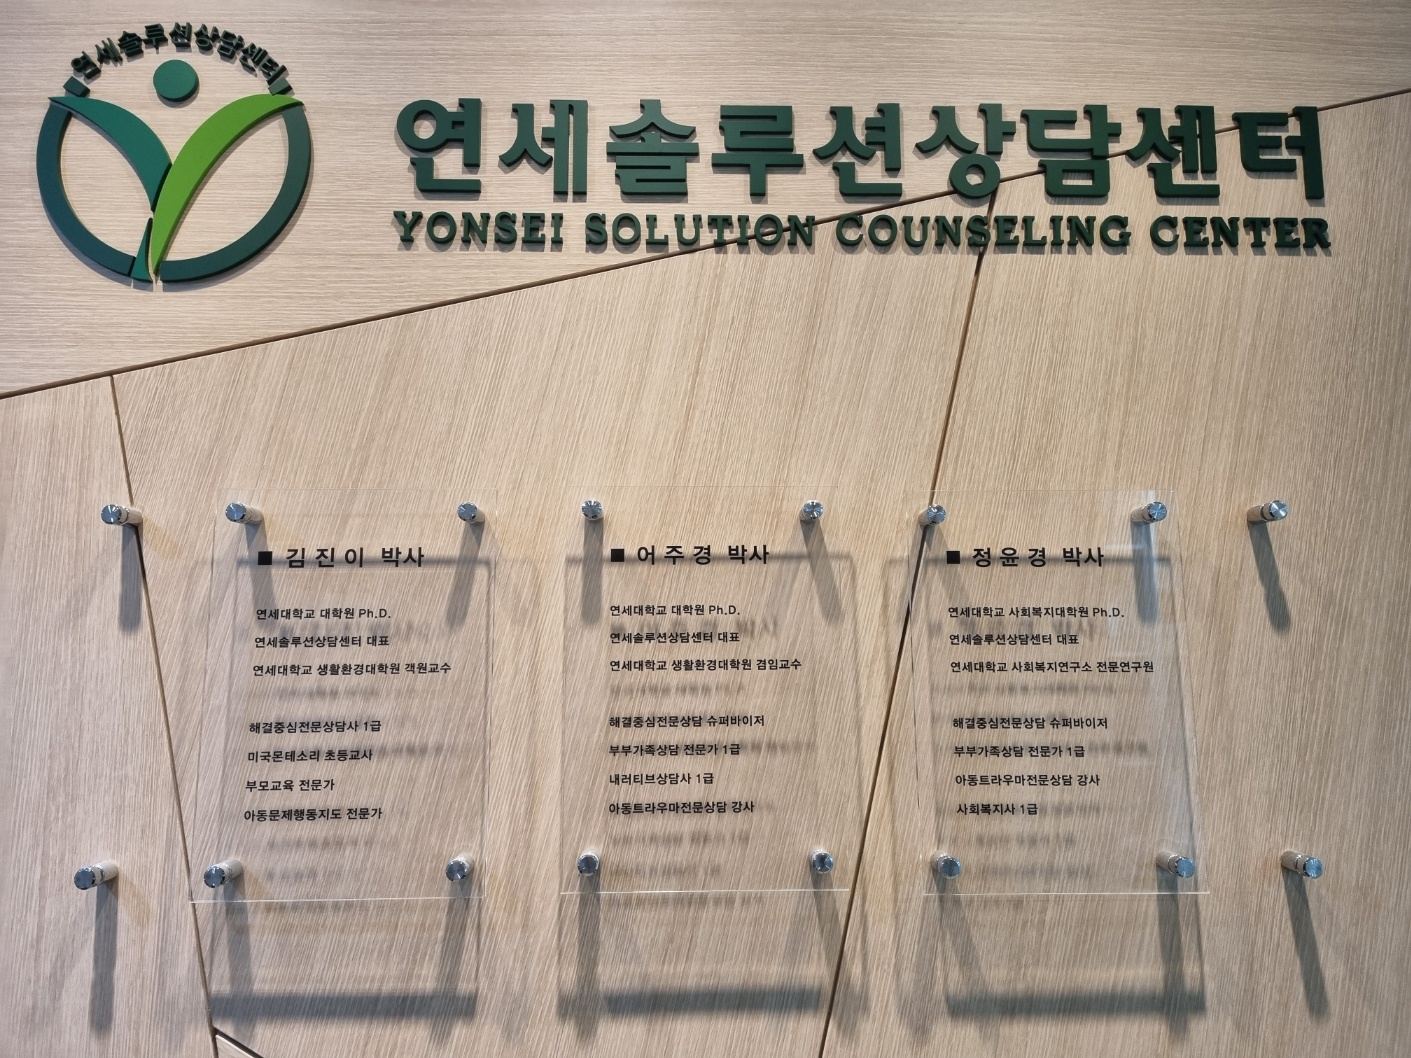 연세솔루션상담센터
연세솔루션상담센터
YONSEI SOLUTION COUNSELING CENTER
■ 김진이 박사
연세대학교 대학원 Ph.D.
연세솔루션상담센터 대표
연세대학교 생활환경대학원 객원교수
해결중심전문상담사 1급
미국몬테소리 초등교사
부모교육 전문가
아동문제행동지도 전문가
■ 어주경 박사
연세대학교 대학원 Ph.D.
연세솔루션상담센터 대표
연세대학교 생활환경대학원 겸임교수
해결중심전문상담 슈퍼바이저
부부가족상담 전문가 1급
내러티브상담사 1급
아동트라우마전문상담 강사
■ 정윤경 박사
연세대학교 사회복지대학원 Ph.D.
연세솔루션상담센터 대표
연세대학교 사회복지연구소 전문연구원
해결중심전문상담 슈퍼바이저
부부가족상담 전문가 1급
아동트라우마전문상담 강사
사회복지사 1급